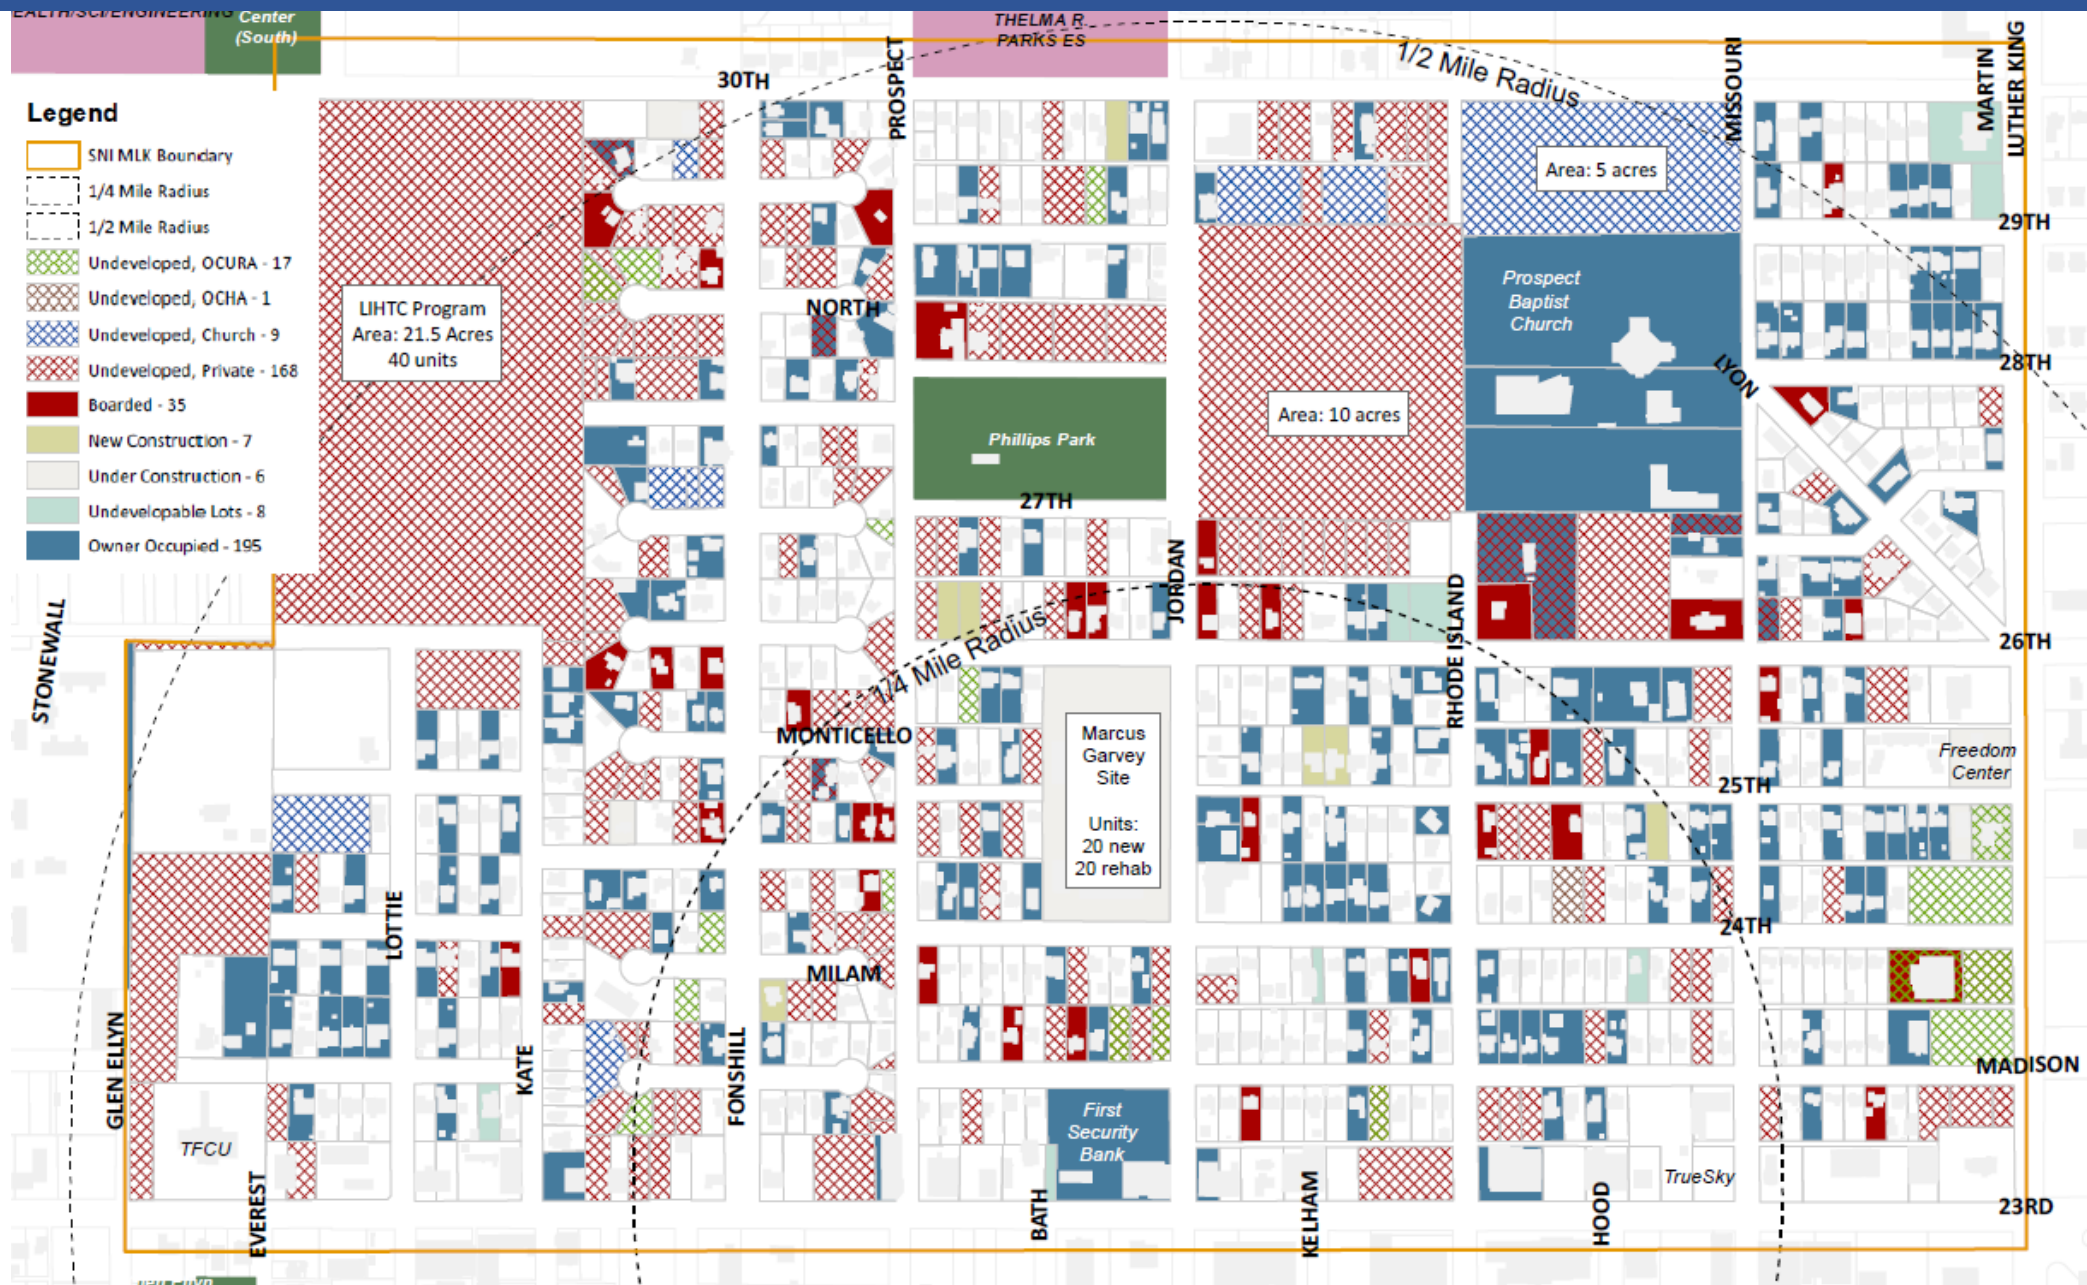 EALTH/SCI/ENGINEERING
Center
(South)
THELMA R.
PARKS ES
1/2 Mile Radius
30TH
PROSPECT
MISSOURI
MARTIN
LUTHER KING
Legend
SNI MLK Boundary
1/4 Mile Radius
1/2 Mile Radius
Undeveloped, OCURA - 17
Undeveloped, OCHA - 1
Undeveloped, Church - 9
Undeveloped, Private - 168
Boarded - 35
New Construction - 7
Under Construction - 6
Undevelopable Lots - 8
Owner Occupied - 195
LIHTC Program
Area: 21.5 Acres
40 units
Area: 5 acres
29TH
NORTH
Prospect
Baptist
Church
28TH
LYON
Area: 10 acres
Phillips Park
27TH
JORDAN
RHODE ISLAND
26TH
STONEWALL
1/4 Mile Radius
MONTICELLO
Marcus
Garvey
Site
Units:
20 new
20 rehab
Freedom
Center
25TH
24TH
LOTTIE
MILAM
GLEN ELLYN
KATE
FONSHILL
MADISON
TFCU
First
Security
Bank
TrueSky
EVEREST
BATH
KELHAM
HOOD
23RD